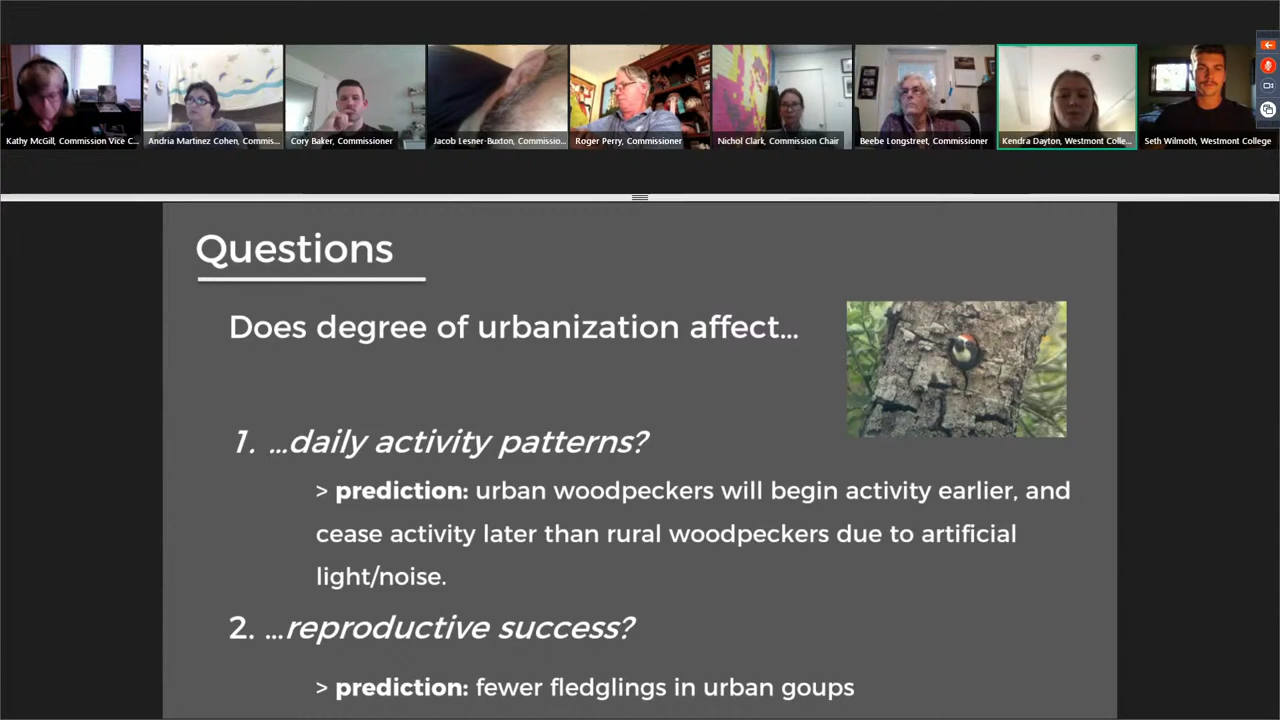 Kathy McGill, Commission Vice C...
Andria Martinez Cohen, Commis...
Cory Baker, Commissioner
Jacob Lesner-Buxton, Commissio...
Roger Perry, Commissioner
Nichol Clark, Commission Chair
Beebe Longstreet, Commissioner
Kendra Dayton, Westmont Colle...
Seth Wilmoth, Westmont College
Questions
Does degree of urbanization affect...
1. ...daily activity patterns?
> prediction: urban woodpeckers will begin activity earlier, and
cease activity later than rural woodpeckers due to artificial
light/noise.
2. ...reproductive success?
> prediction: fewer fledglings in urban goups